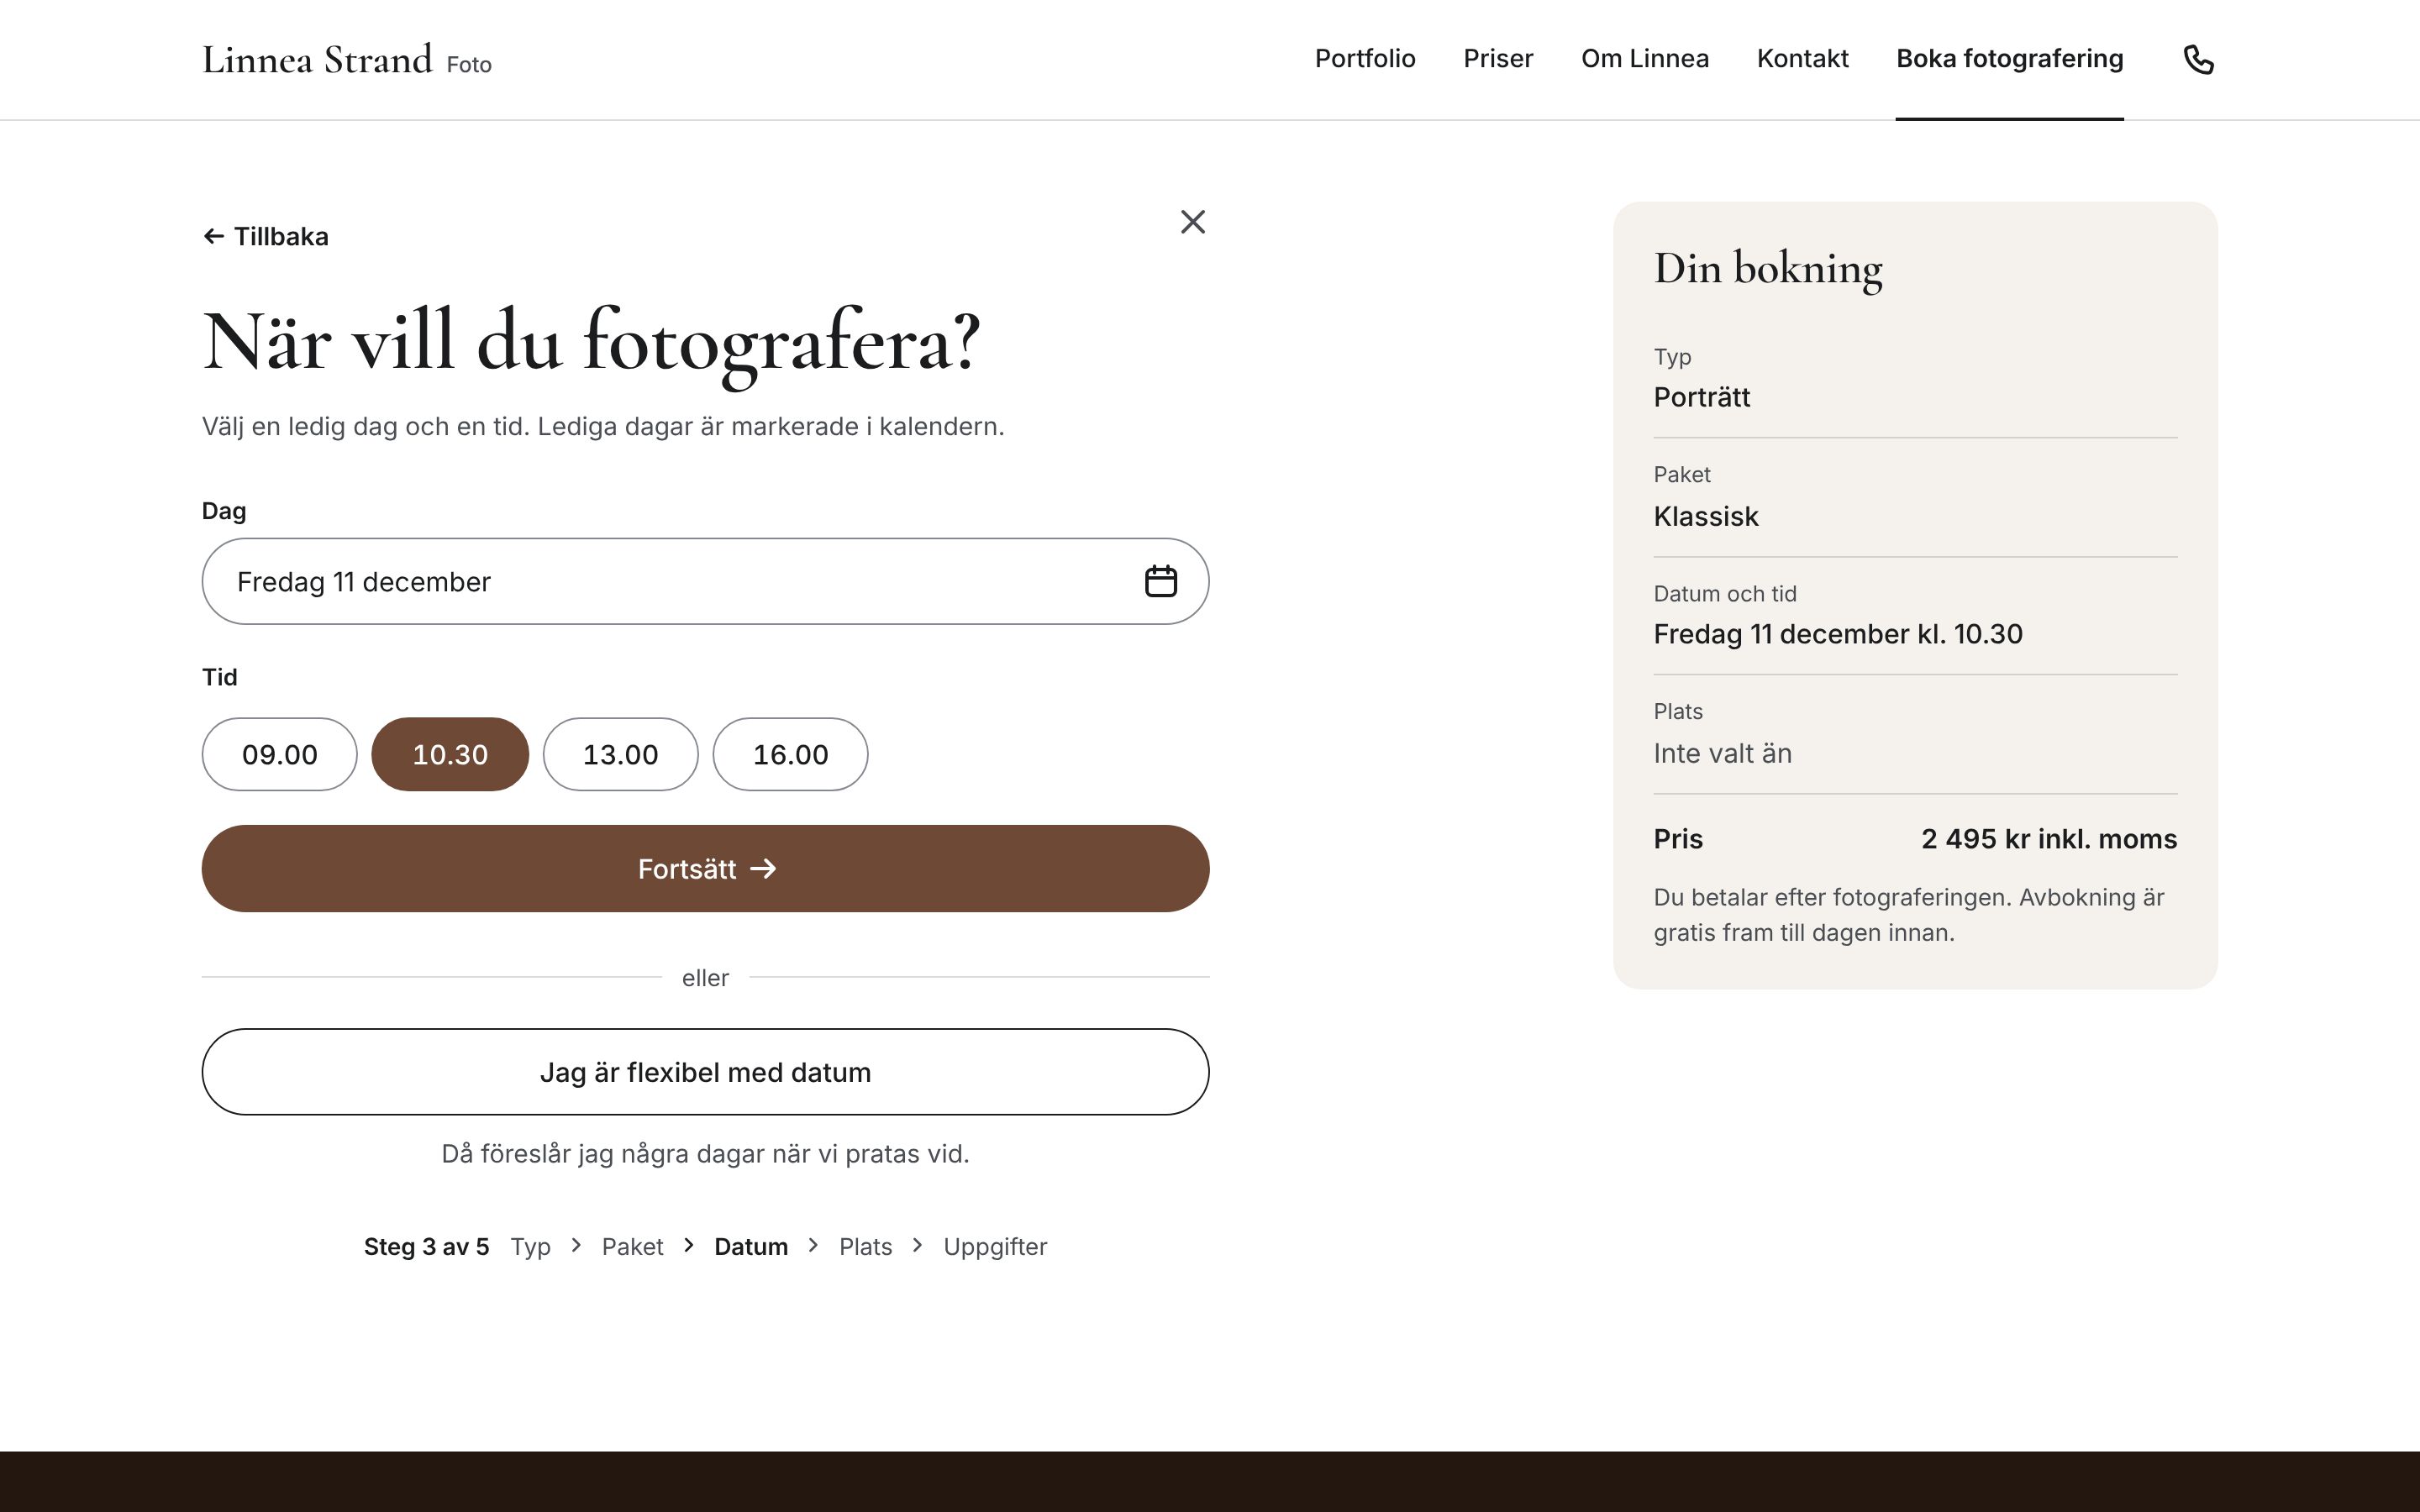 Linnea Strand Foto
Portfolio Priser Om Linnea Kontakt Boka fotografering
Tillbaka
När vill du fotografera?
Välj en ledig dag och en tid. Lediga dagar är markerade i kalendern.
Dag
Fredag 11 december
Tid
09.00 10.30 13.00 16.00
Fortsätt
eller
Jag är flexibel med datum
Då föreslår jag några dagar när vi pratas vid.
Steg 3 av 5 Typ Paket Datum Plats Uppgifter
Din bokning
Typ
Porträtt
Paket
Klassisk
Datum och tid
Fredag 11 december kl. 10.30
Plats
Inte valt än
Pris 2 495 kr inkl. moms
Du betalar efter fotograferingen. Avbokning är
gratis fram till dagen innan.